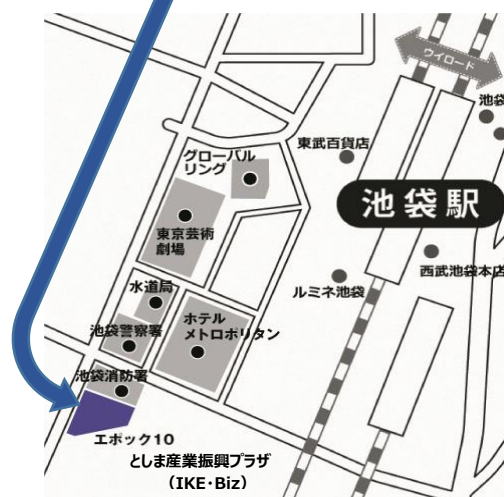 ウイロード
池袋
東武百貨店
グローバル
リング
池袋駅
東京芸術
劇場
西武池袋本店
水道局
ルミネ池袋
ホテル
メトロポリタン
池袋警察署
池袋消防署
エポック10
としま産業振興プラザ
（IKE･Biz）